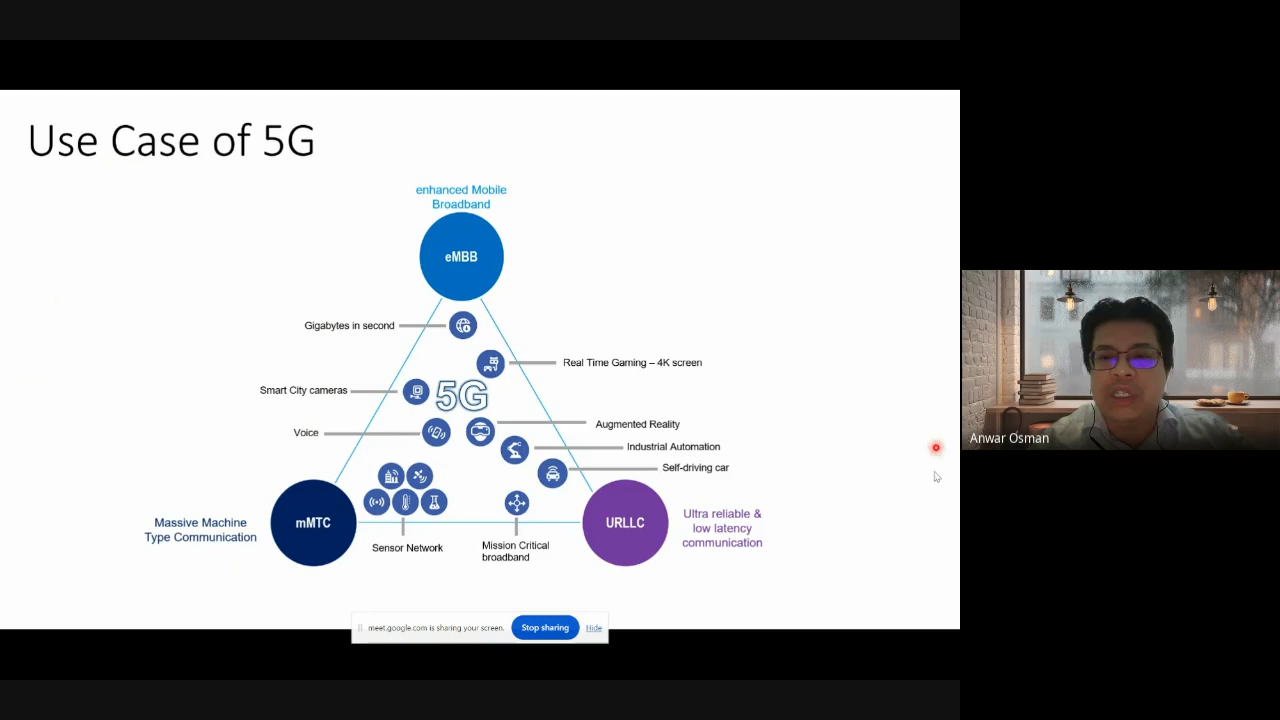 Use Case of 5G
enhanced Mobile
Broadband
eMBB
Gigabytes in second
Real Time Gaming – 4K screen
Smart City cameras
5G
Augmented Reality
Voice
Industrial Automation
Self-driving car
mMTC
URLLC
Massive Machine
Type Communication
Ultra reliable &
low latency
communication
Sensor Network
Mission Critical
broadband
meet.google.com is sharing your screen.
Stop sharing
Hide
Anwar Osman